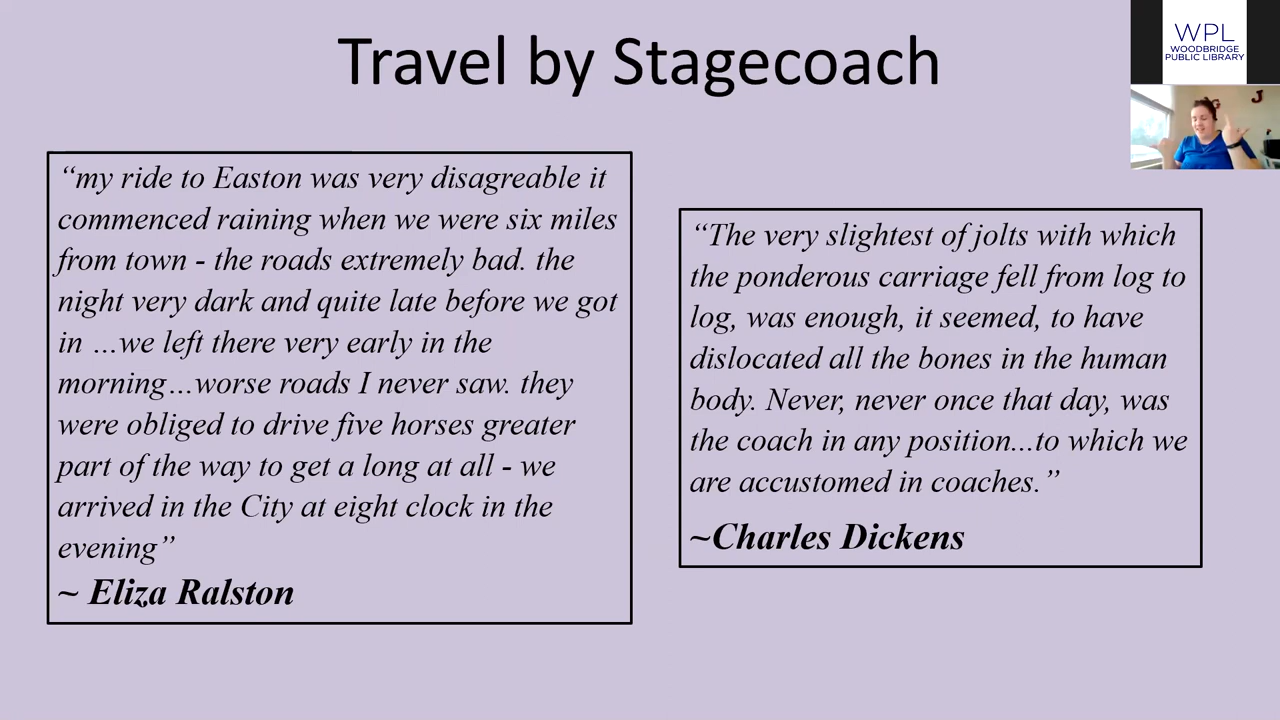 Travel by Stagecoach
WPL
WOODBRIDGE
PUBLIC LIBRARY
G J
“my ride to Easton was very disagreable it
commenced raining when we were six miles
from town - the roads extremely bad. the
night very dark and quite late before we got
in …we left there very early in the
morning…worse roads I never saw. they
were obliged to drive five horses greater
part of the way to get a long at all - we
arrived in the City at eight clock in the
evening”
~ Eliza Ralston
“The very slightest of jolts with which
the ponderous carriage fell from log to
log, was enough, it seemed, to have
dislocated all the bones in the human
body. Never, never once that day, was
the coach in any position...to which we
are accustomed in coaches.”
~Charles Dickens